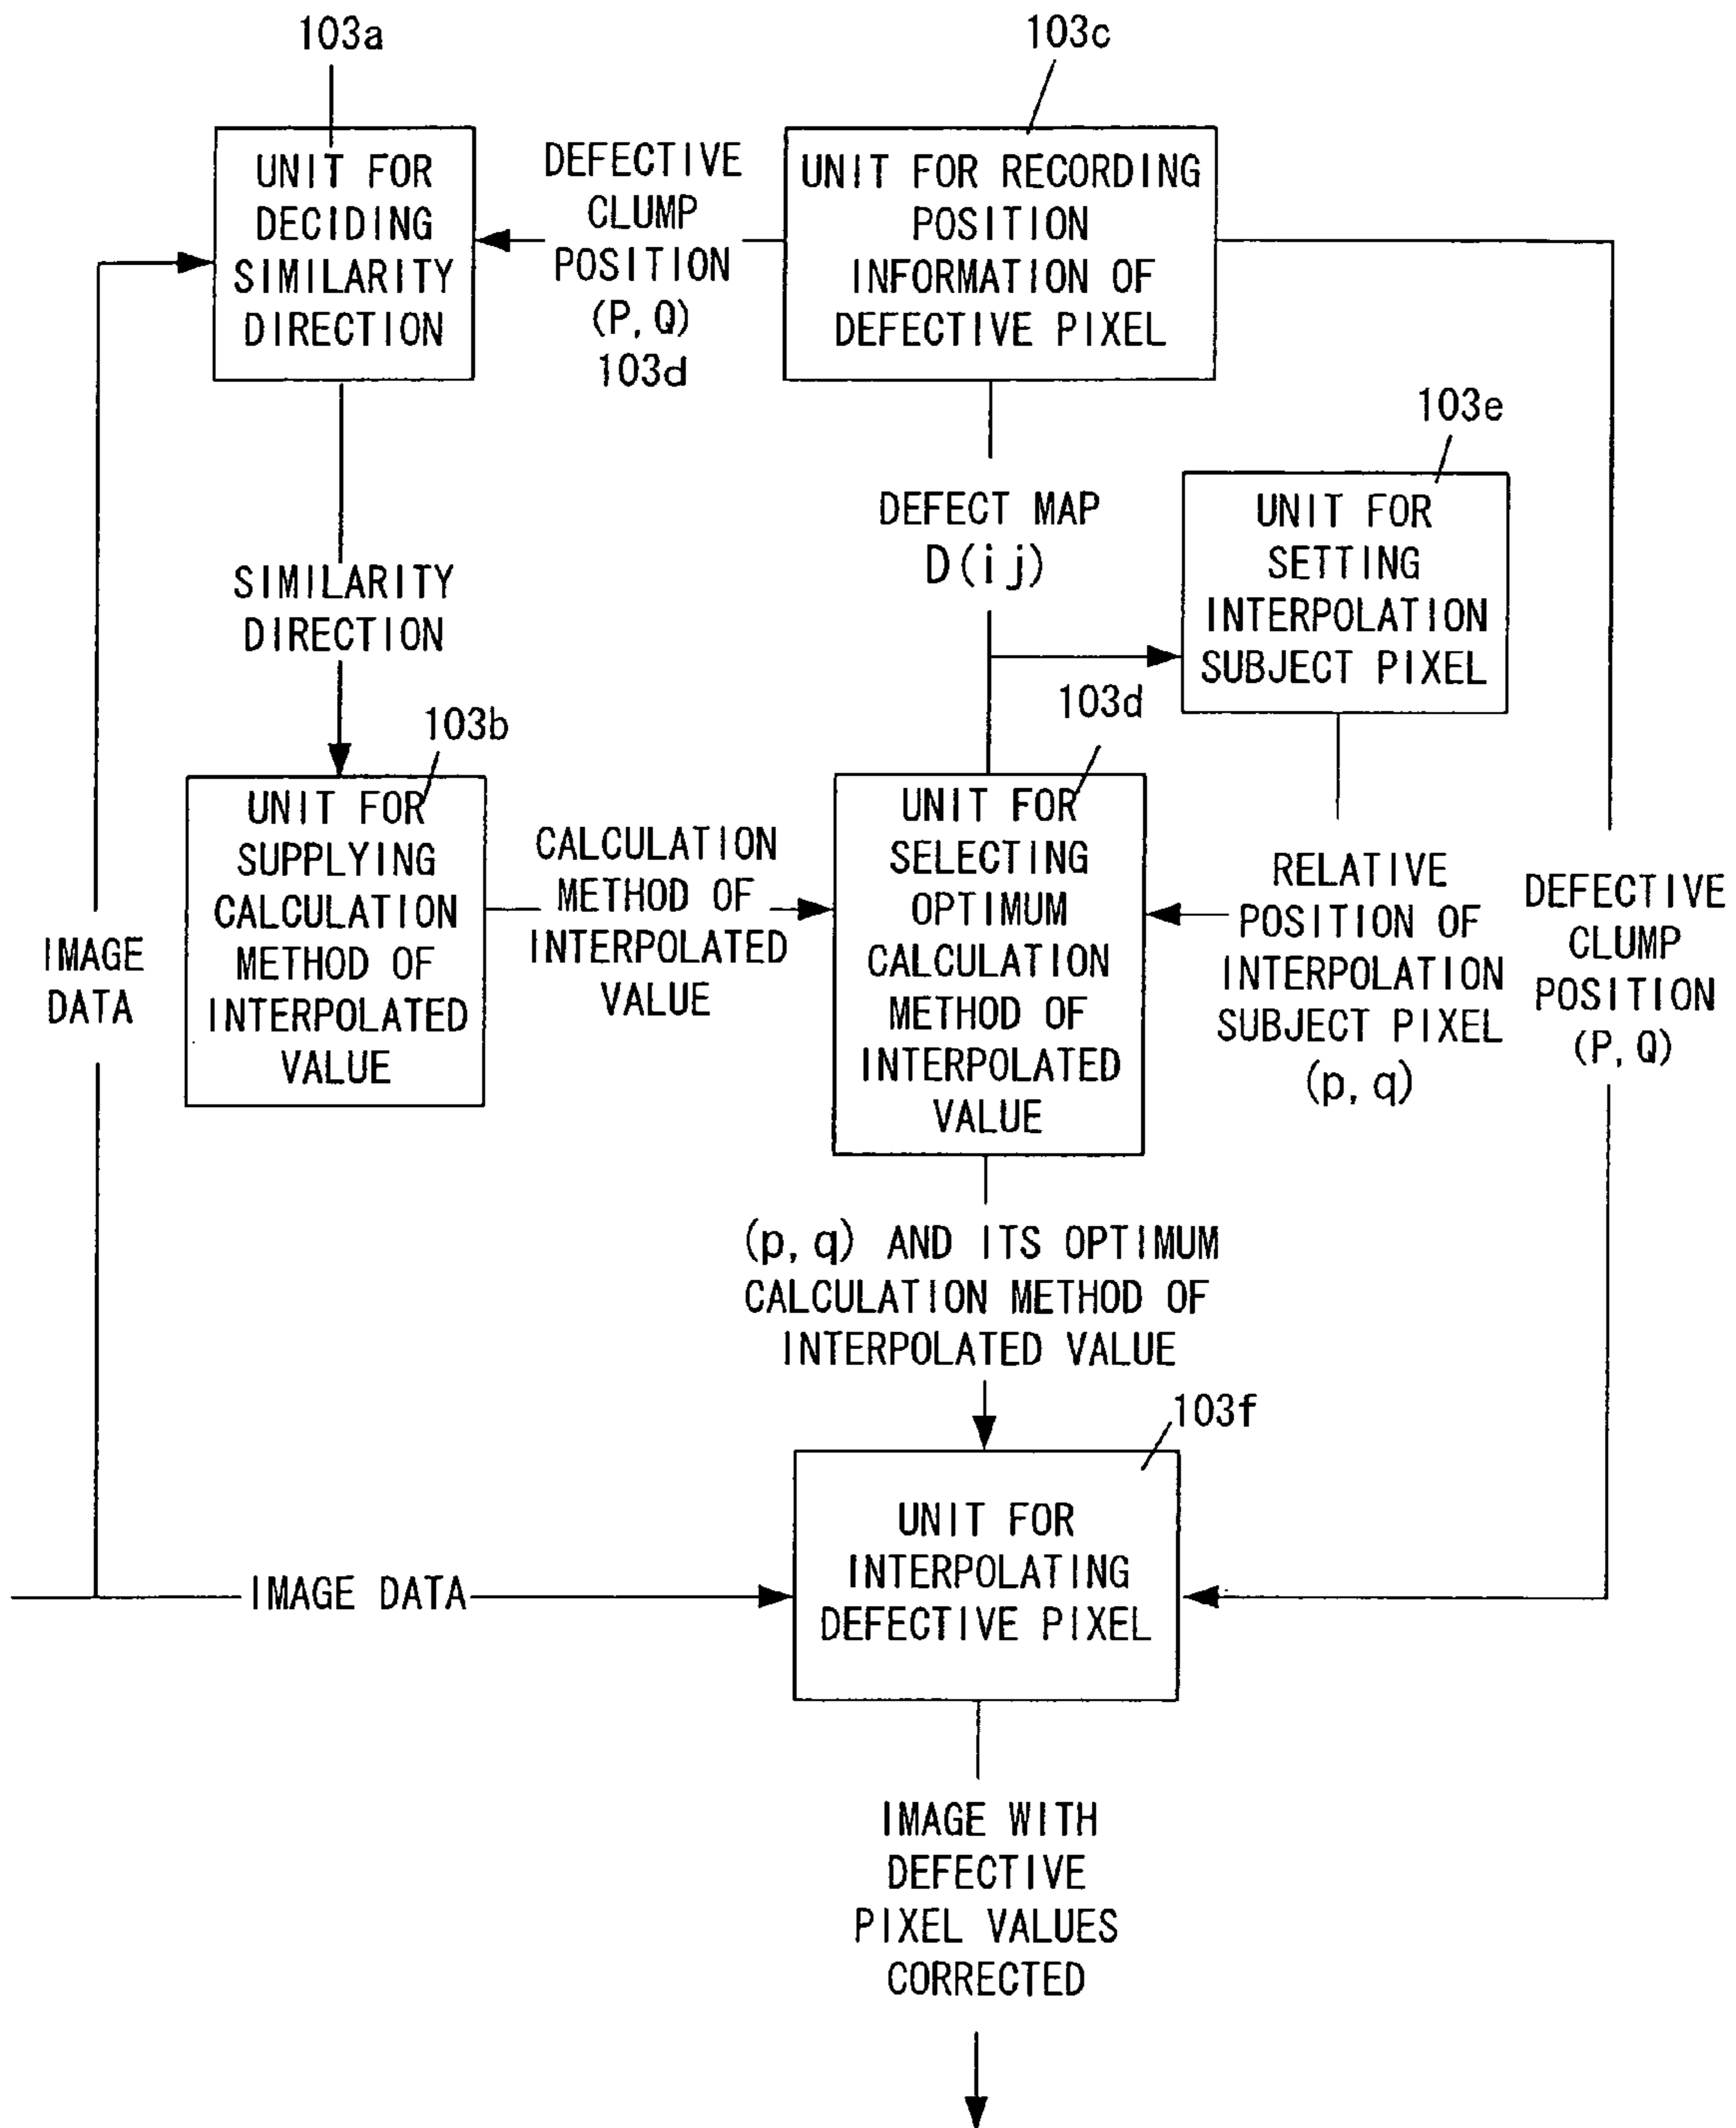 103a
103c
UNIT FOR
DECIDING
SIMILARITY
DIRECTION
DEFECTIVE
CLUMP
POSITION
(P, Q)
103d
UNIT FOR RECORDING
POSITION
INFORMATION OF
DEFECTIVE PIXEL
103e
DEFECT MAP
D(ij)
UNIT FOR
SETTING
INTERPOLATION
SUBJECT PIXEL
SIMILARITY
DIRECTION
103b
103d
UNIT FOR
SUPPLYING
CALCULATION
METHOD OF
INTERPOLATED
VALUE
CALCULATION
METHOD OF
INTERPOLATED
VALUE
UNIT FOR
SELECTING
OPTIMUM
CALCULATION
METHOD OF
INTERPOLATED
VALUE
RELATIVE
POSITION OF
INTERPOLATION
SUBJECT PIXEL
(p, q)
DEFECTIVE
CLUMP
POSITION
(P, Q)
IMAGE
DATA
(p, q) AND ITS OPTIMUM
CALCULATION METHOD OF
INTERPOLATED VALUE
103f
UNIT FOR
INTERPOLATING
DEFECTIVE PIXEL
IMAGE DATA
IMAGE WITH
DEFECTIVE
PIXEL VALUES
CORRECTED